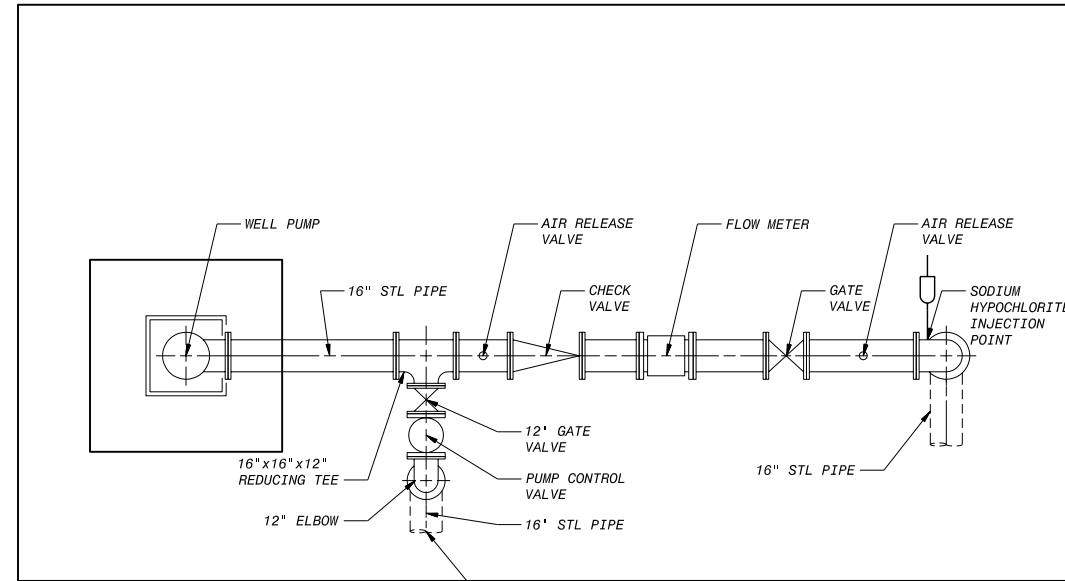 WELL PUMP
AIR RELEASE
VALVE
FLOW METER
AIR RELEASE
VALVE
16" STL PIPE
CHECK
VALVE
GATE
VALVE
SODIUM
HYPOCHLORITE
INJECTION
POINT
12' GATE
VALVE
16"x16"x12"
REDUCING TEE
PUMP CONTROL
VALVE
16" STL PIPE
12" ELBOW
16' STL PIPE